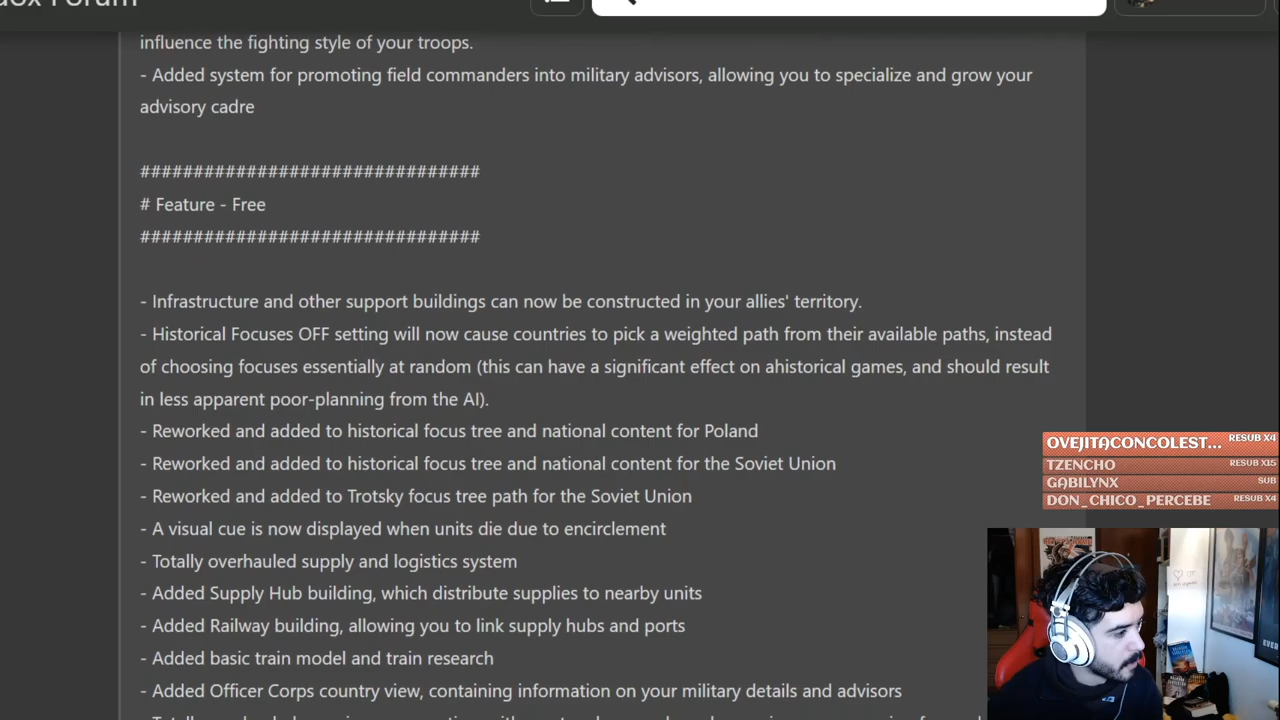 influence the fighting style of your troops.
- Added system for promoting field commanders into military advisors, allowing you to specialize and grow your
advisory cadre
###############################
# Feature - Free
###############################
- Infrastructure and other support buildings can now be constructed in your allies' territory.
- Historical Focuses OFF setting will now cause countries to pick a weighted path from their available paths, instead
of choosing focuses essentially at random (this can have a significant effect on ahistorical games, and should result
in less apparent poor-planning from the AI).
- Reworked and added to historical focus tree and national content for Poland
- Reworked and added to historical focus tree and national content for the Soviet Union
- Reworked and added to Trotsky focus tree path for the Soviet Union
- A visual cue is now displayed when units die due to encirclement
- Totally overhauled supply and logistics system
- Added Supply Hub building, which distribute supplies to nearby units
- Added Railway building, allowing you to link supply hubs and ports
- Added basic train model and train research
- Added Officer Corps country view, containing information on your military details and advisors
OVEJITACONCOLEST... RESUB X4
TZENCHO RESUB X15
GABILYNX SUB
DON_CHICO_PERCEBE RESUB X4